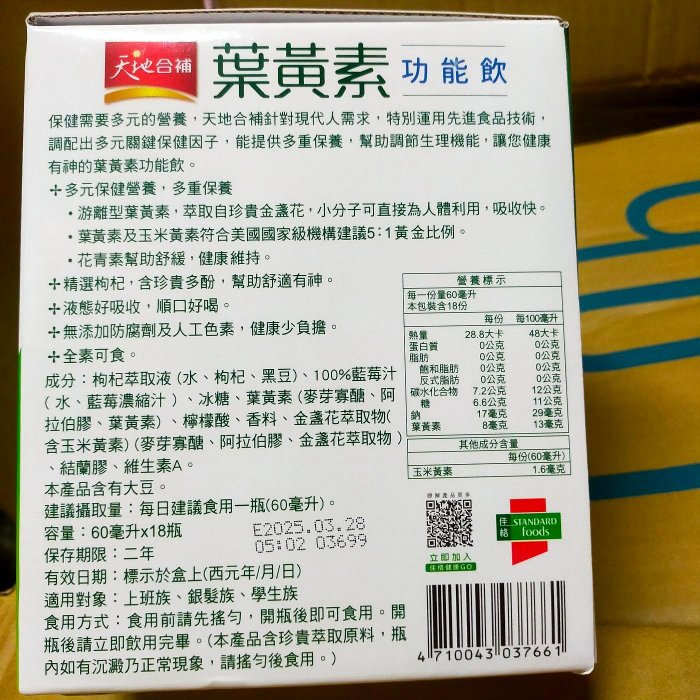 天地合補 葉黃素 功能飲
保健需要多元的營養，天地合補針對現代人需求，特別運用先進食品技術，
調配出多元關鍵保健因子，能提供多重保養，幫助調節生理機能，讓您健康
有神的葉黃素功能飲。
✢多元保健營養，多重保養
・游離型葉黃素，萃取自珍貴金盞花，小分子可直接為人體利用，吸收快。
・葉黃素及玉米黃素符合美國國家級機構建議5：1黃金比例。
・花青素幫助舒緩，健康維持。
✢精選枸杞，含珍貴多酚，幫助舒適有神。
✢液態好吸收，順口好喝。
✢無添加防腐劑及人工色素，健康少負擔。
✢全素可食。
成分：枸杞萃取液 (水、枸杞、黑豆)、100%藍莓汁
( 水、藍莓濃縮汁 ) 、冰糖、葉黃素 (麥芽寡醣、阿
拉伯膠、葉黃素) 、檸檬酸、香料、金盞花萃取物(
含玉米黃素) (麥芽寡醣、阿拉伯膠、金盞花萃取物 )
、結蘭膠、維生素A。
本產品含有大豆。
建議攝取量：每日建議食用一瓶(60毫升)。
容量：60毫升x18瓶
保存期限：二年
有效日期：標示於盒上(西元年/月/日)
適用對象：上班族、銀髮族、學生族
食用方式：食用前請先搖勻，開瓶後即可食用。開
瓶後請立即飲用完畢。(本產品含珍貴萃取原料，瓶
內如有沉澱乃正常現象，請搖勻後食用。)
E2025.03.28
05:02 03699
營養標示
每一份量60毫升
本包裝含18份
每份 每100毫升
熱量 28.8大卡 48大卡
蛋白質 0公克 0公克
脂肪 0公克 0公克
飽和脂肪 0公克 0公克
反式脂肪 0公克 0公克
碳水化合物 7.2公克 12公克
糖 6.6公克 11公克
鈉 17毫克 29毫克
葉黃素 8毫克 13毫克
其他成分含量
每份(60毫升)
玉米黃素 1.6毫克
瞭解產品更多
立即加入
佳格健康GO
佳格 STANDARD
foods
4 710043 037661